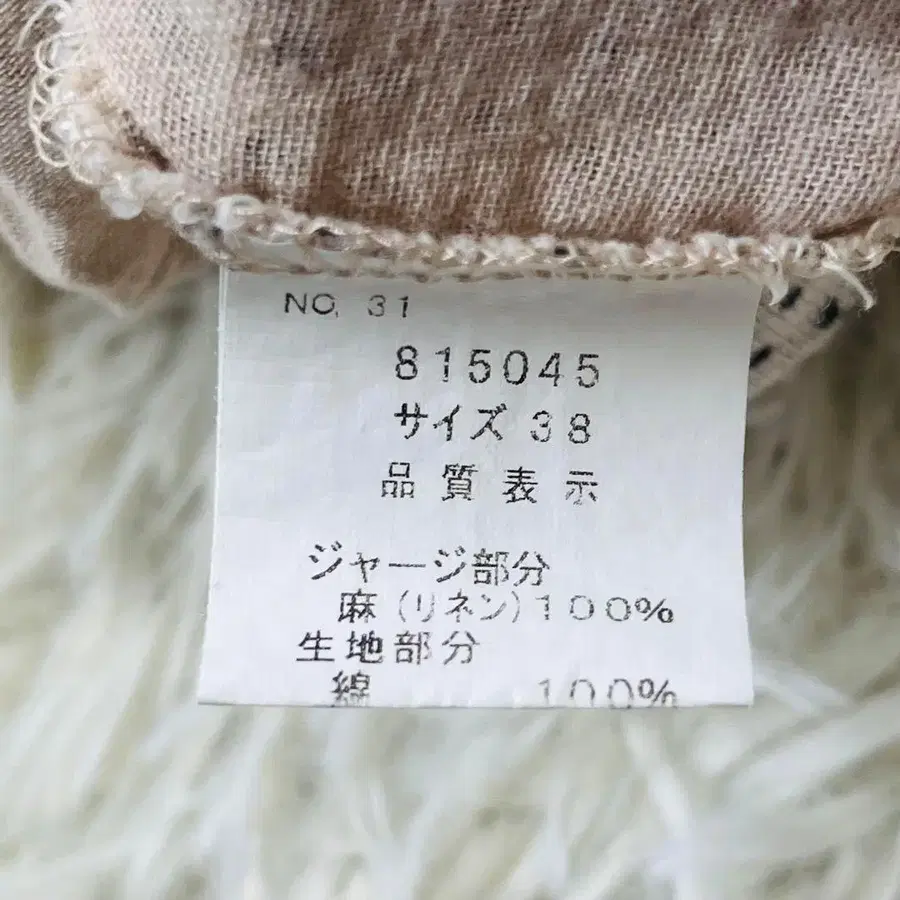 NO. 31
815045
サイズ 38
品質表示
ジャージ部分
麻(リネン)100%
生地部分
綿 100%